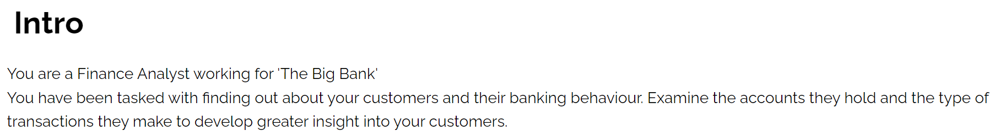 Intro
You are a Finance Analyst working for 'The Big Bank'
You have been tasked with finding out about your customers and their banking behaviour. Examine the accounts they hold and the type of
transactions they make to develop greater insight into your customers.